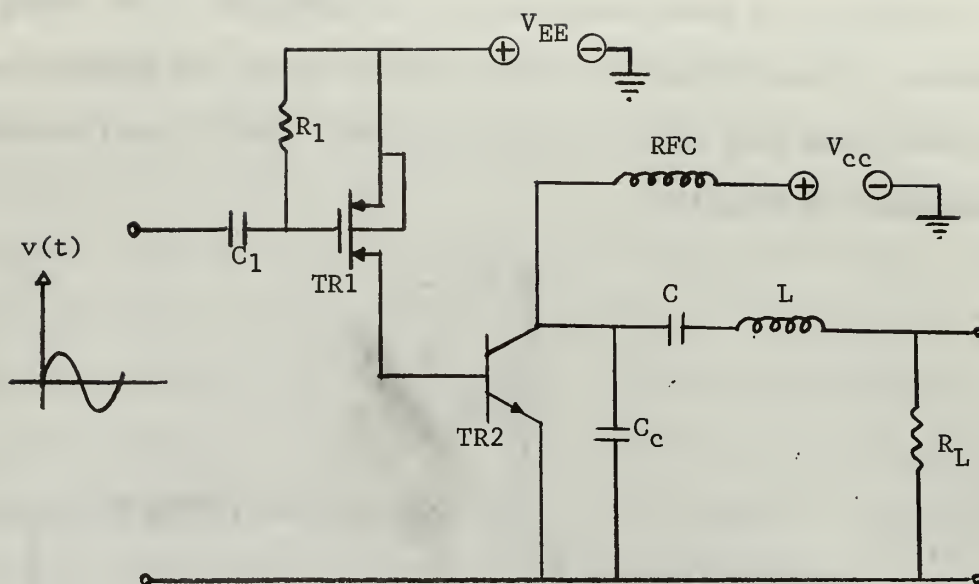 V_EE
+ -
R1
RFC
V_cc
+ -
v(t)
C1
TR1
C
L
TR2
C_c
R_L